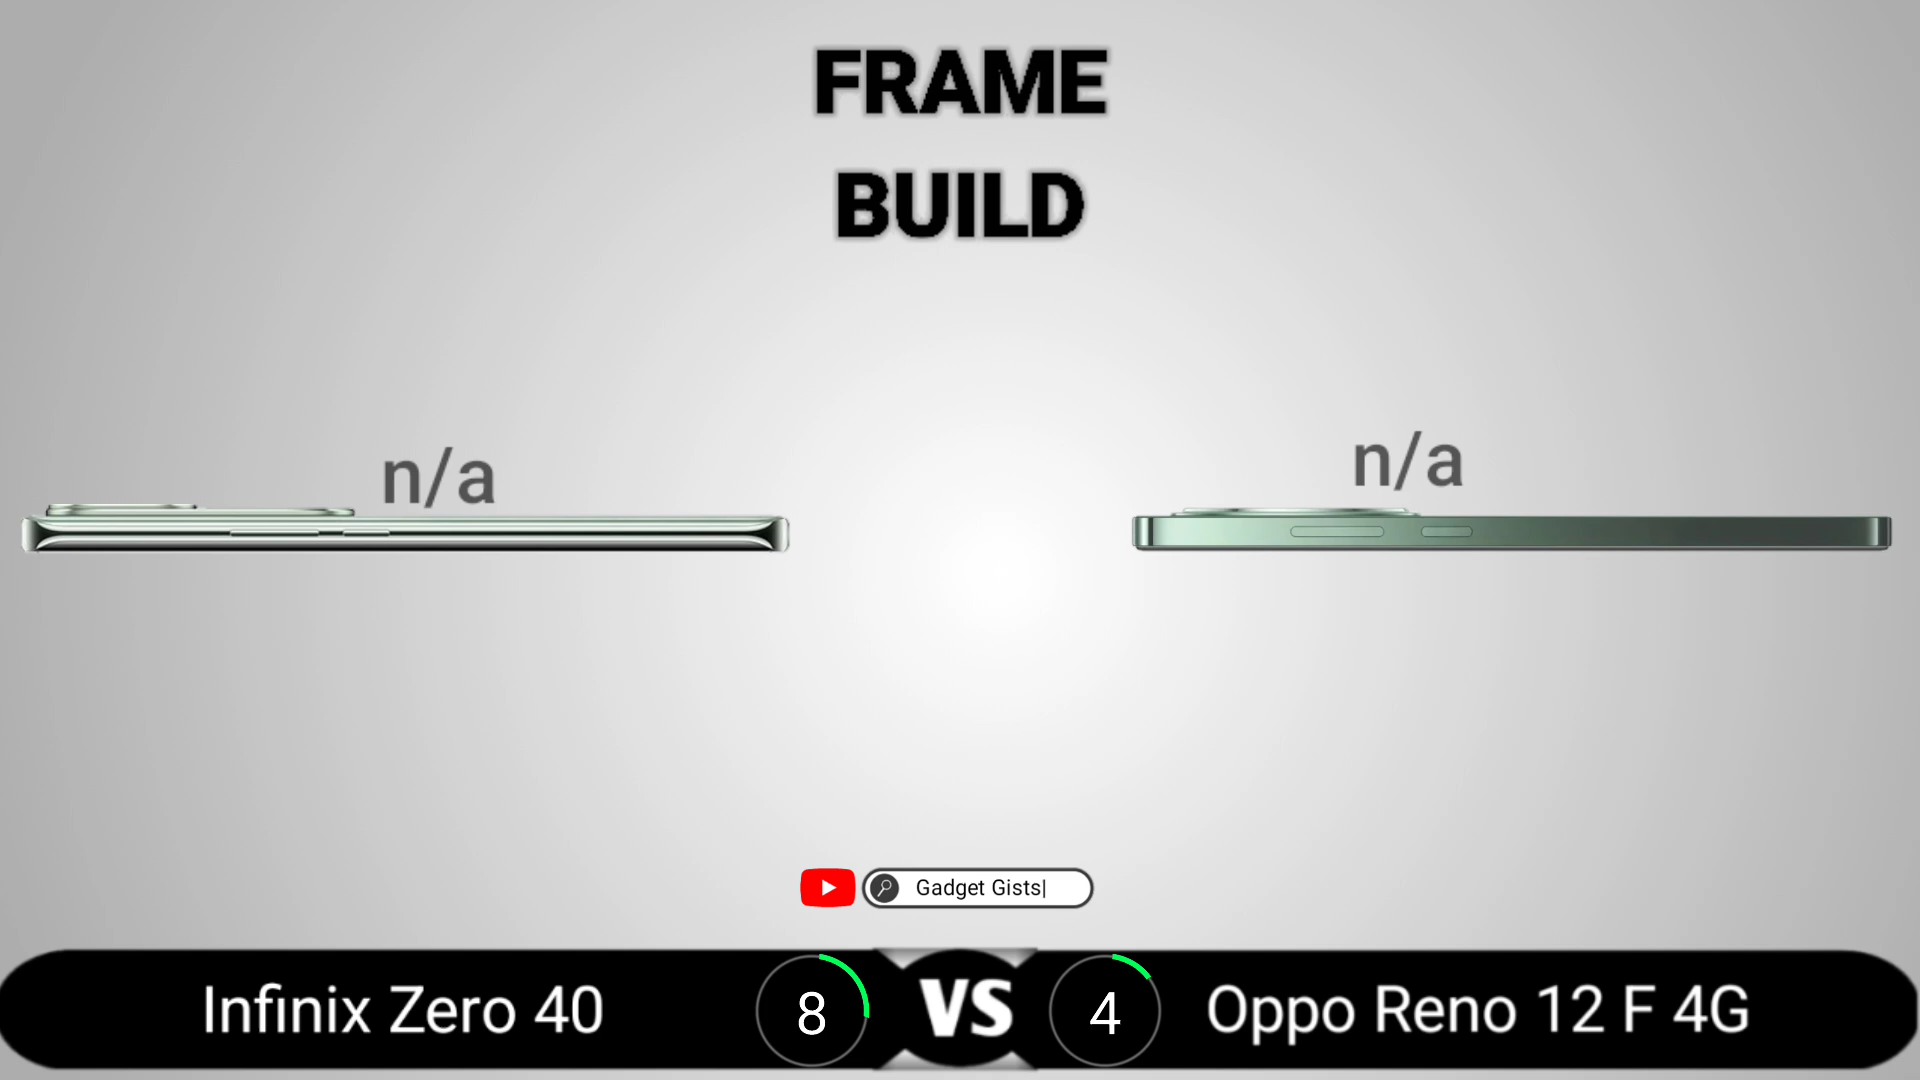 FRAME
BUILD
n/a
n/a
Gadget Gists|
Infinix Zero 40 8 VS 4 Oppo Reno 12 F 4G